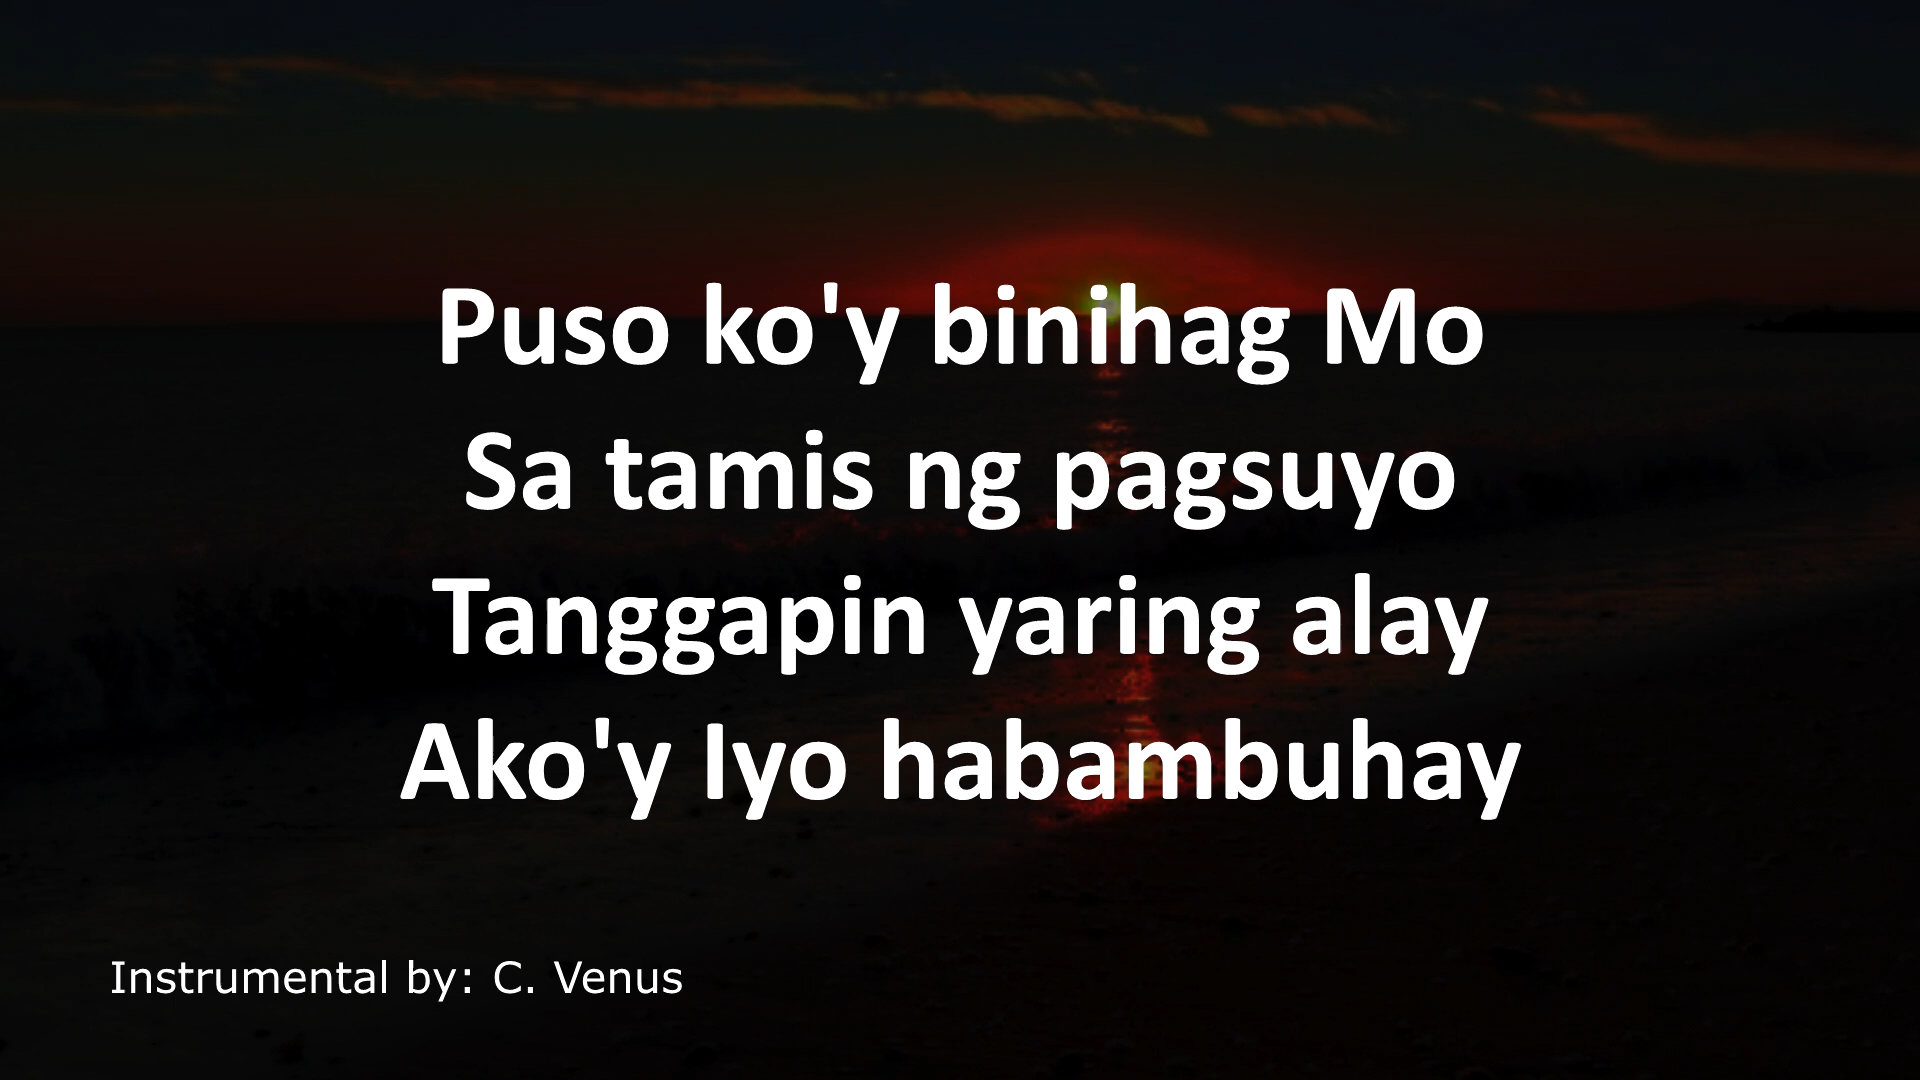 Puso ko'y binihag Mo
Sa tamis ng pagsuyo
Tanggapin yaring alay
Ako'y Iyo habambuhay
Instrumental by: C. Venus